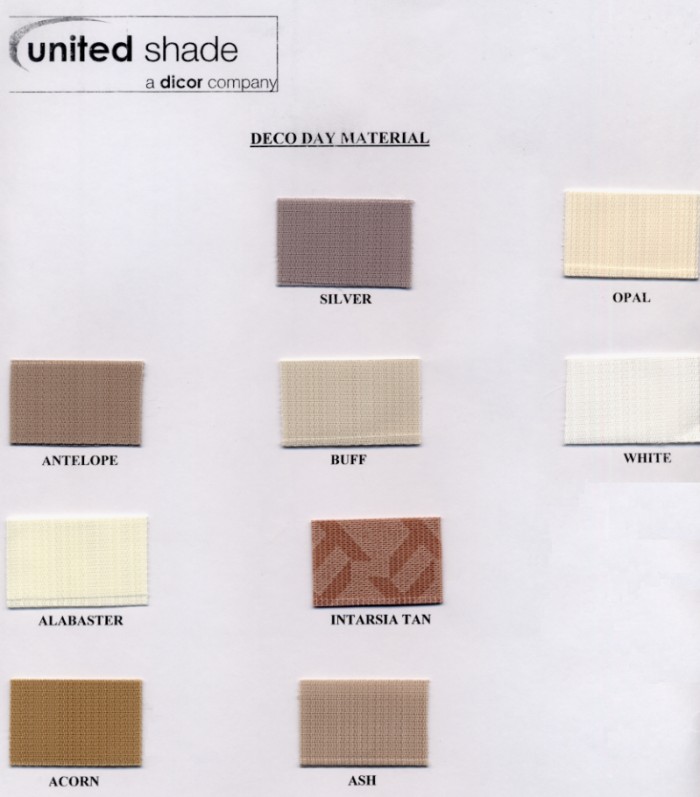 united shade
a dicor company
DECO DAY MATERIAL
SILVER
OPAL
ANTELOPE
BUFF
WHITE
ALABASTER
INTARSIA TAN
ACORN
ASH